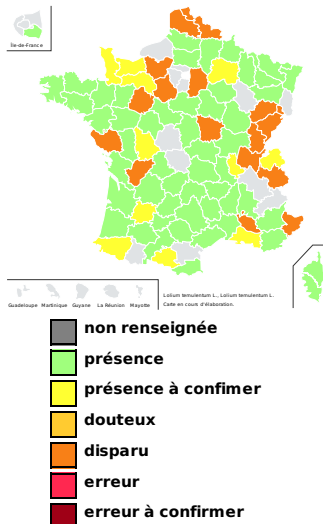 Île-de-France
Guadeloupe Martinique Guyane La Réunion Mayotte
Lolium temulentum L., Lolium temulentum L.
Carte en cours d'élaboration.
non renseignée
présence
présence à confimer
douteux
disparu
erreur
erreur à confirmer